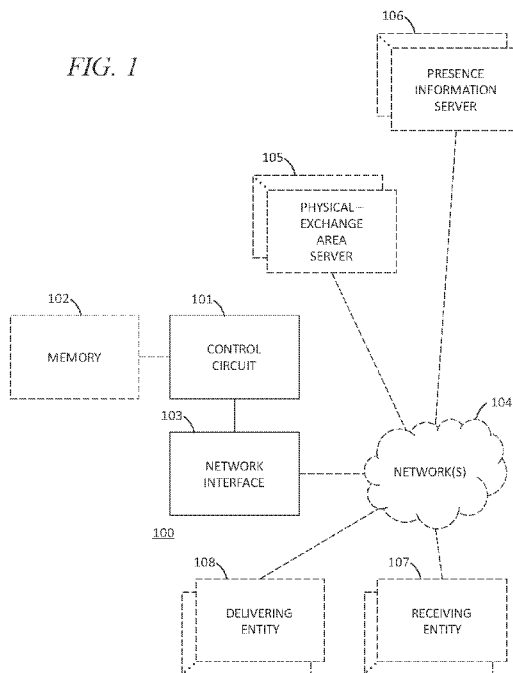 FIG. 1
106
PRESENCE
INFORMATION
SERVER
105
PHYSICAL-
EXCHANGE
AREA
SERVER
102
MEMORY
101
CONTROL
CIRCUIT
103
NETWORK
INTERFACE
104
NETWORK(S)
100
108
DELIVERING
ENTITY
107
RECEIVING
ENTITY